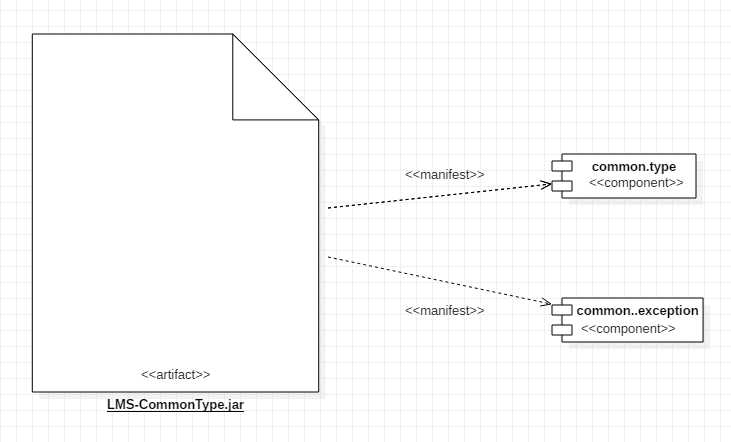 common.type
<<manifest>>
<<component>>
common..exception
<<manifest>>
<<component>>
<<artifact>>
LMS-CommonType.jar